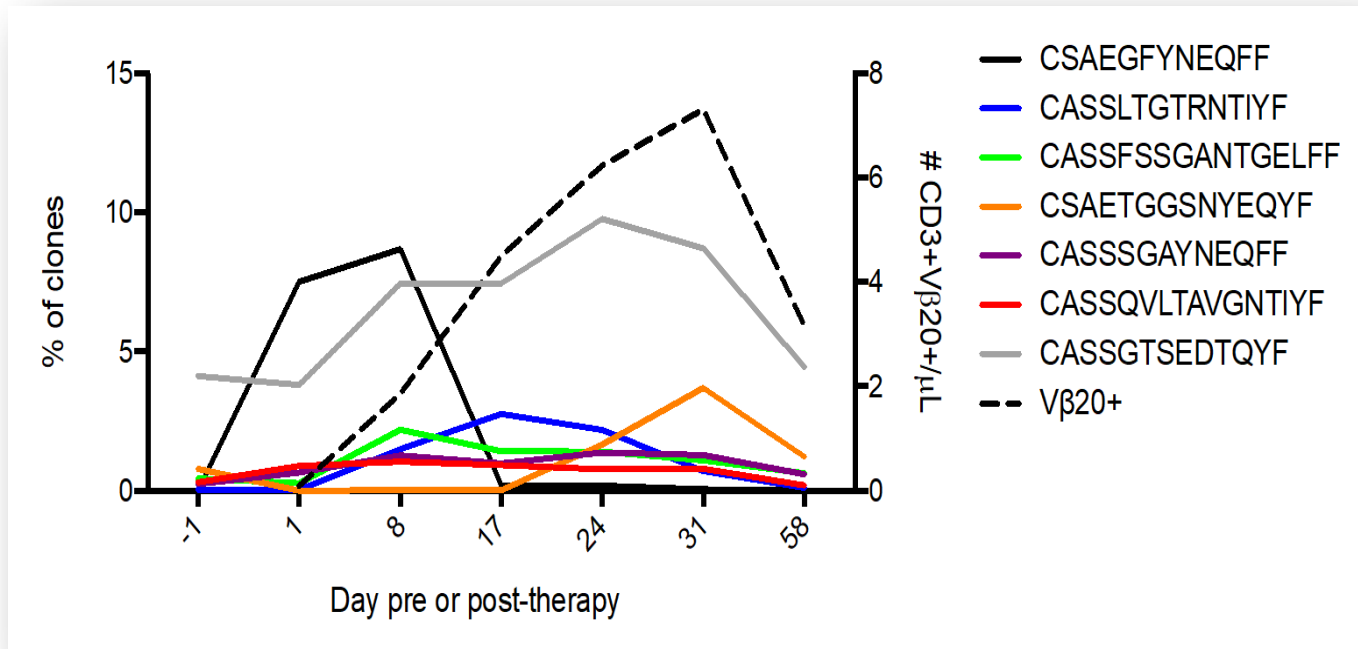 % of clones
15
10
5
0
8
6
4
2
0
# CD3+Vβ20+/μL
-1
1
8
17
24
31
58
Day pre or post-therapy
CSAEGFYNEQFF
CASSLTGTRNTIYF
CASSFSSGANTGELFF
CSAETGGSNYEQYF
CASSSGAYNEQFF
CASSQVLTAVGNTIYF
CASSGTSEDTQYF
Vβ20+